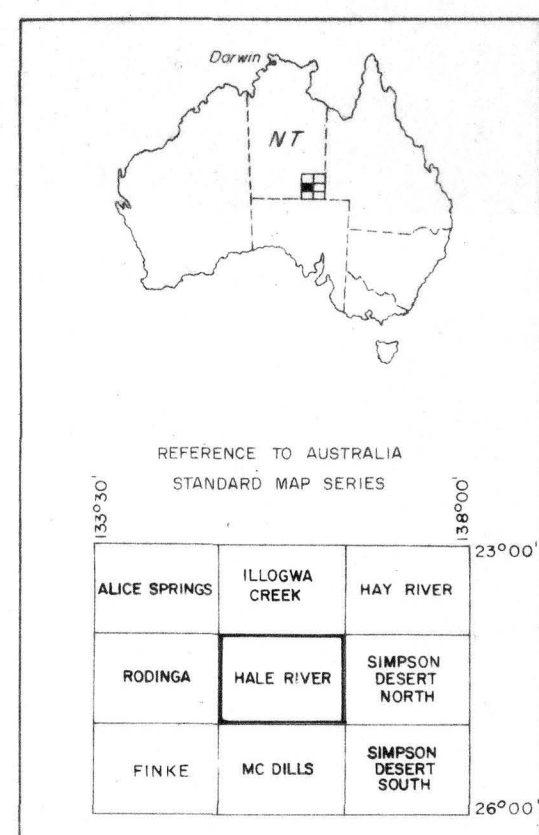 Darwin
NT
REFERENCE TO AUSTRALIA
STANDARD MAP SERIES
133°30'
138°00'
23°00'
ALICE SPRINGS
ILLOGWA
CREEK
HAY RIVER
RODINGA
HALE RIVER
SIMPSON
DESERT
NORTH
FINKE
MC DILLS
SIMPSON
DESERT
SOUTH
26°00'